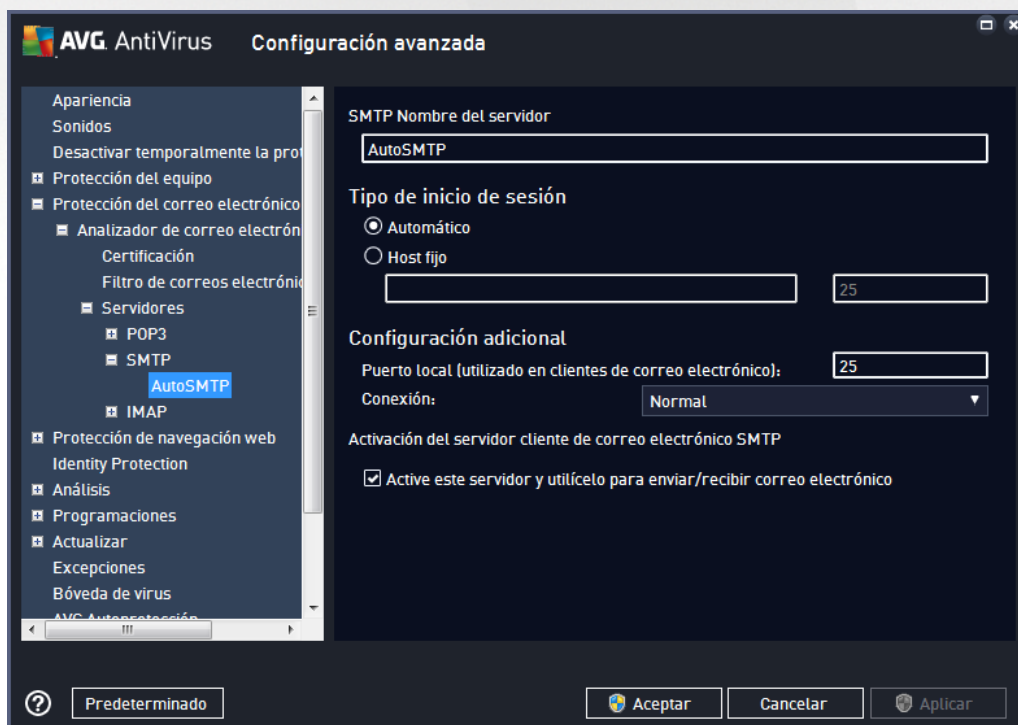 AVG AntiVirus Configuración avanzada
Apariencia
Sonidos
Desactivar temporalmente la prot
Protección del equipo
Protección del correo electrónico
Analizador de correo electrón
Certificación
Filtro de correos electrónic
Servidores
POP3
SMTP
AutoSMTP
IMAP
Protección de navegación web
Identity Protection
Análisis
Programaciones
Actualizar
Excepciones
Bóveda de virus
AVG Autoprotección
SMTP Nombre del servidor
AutoSMTP
Tipo de inicio de sesión
Automático
Host fijo
25
Configuración adicional
Puerto local (utilizado en clientes de correo electrónico): 25
Conexión: Normal
Activación del servidor cliente de correo electrónico SMTP
Active este servidor y utilícelo para enviar/recibir correo electrónico
? Predeterminado Aceptar Cancelar Aplicar